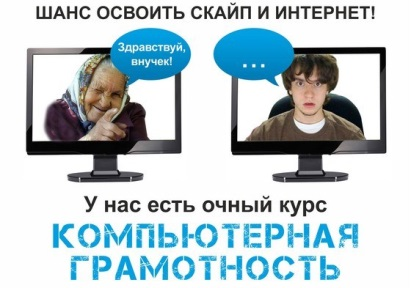 ШАНС ОСВОИТЬ СКАЙП И ИНТЕРНЕТ!
Здравствуй,
внучек!
...
У нас есть очный курс
КОМПЬЮТЕРНАЯ
ГРАМОТНОСТЬ